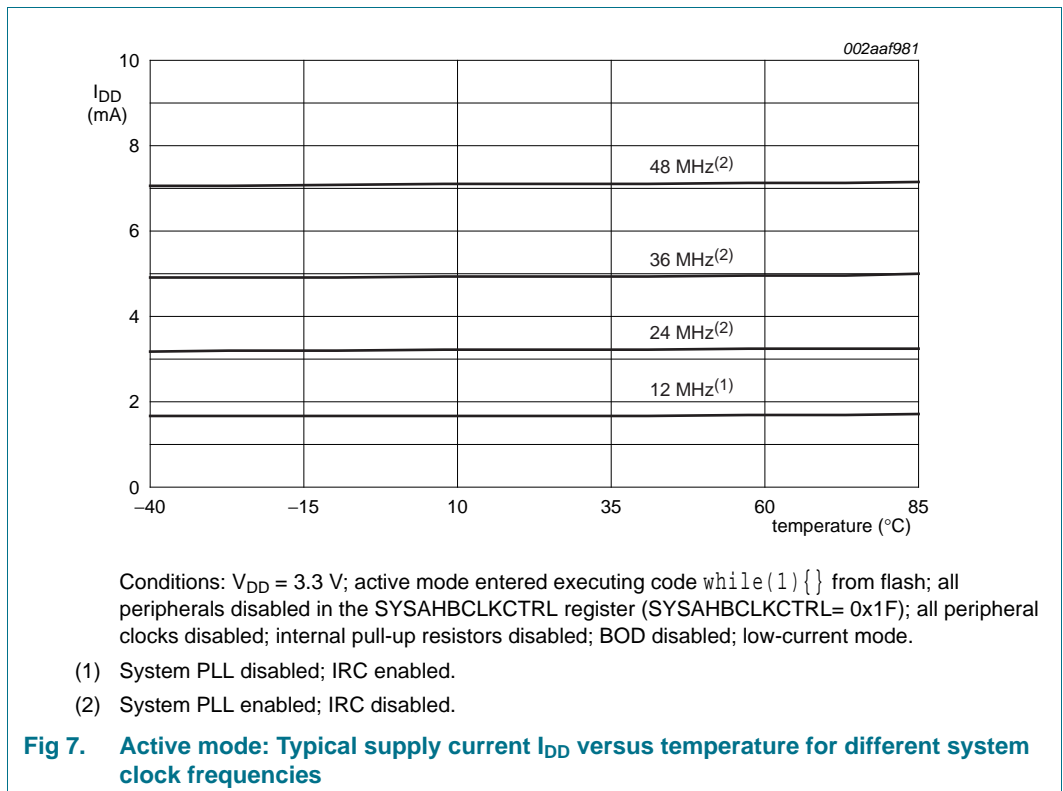 002aaf981
10
I_DD
(mA)
8
48 MHz(2)
6
36 MHz(2)
4
24 MHz(2)
12 MHz(1)
2
0
−40 −15 10 35 60 85
temperature (°C)
Conditions: V_DD = 3.3 V; active mode entered executing code while(1){} from flash; all
peripherals disabled in the SYSAHBCLKCTRL register (SYSAHBCLKCTRL= 0x1F); all peripheral
clocks disabled; internal pull-up resistors disabled; BOD disabled; low-current mode.
(1) System PLL disabled; IRC enabled.
(2) System PLL enabled; IRC disabled.
Fig 7. Active mode: Typical supply current I_DD versus temperature for different system
clock frequencies